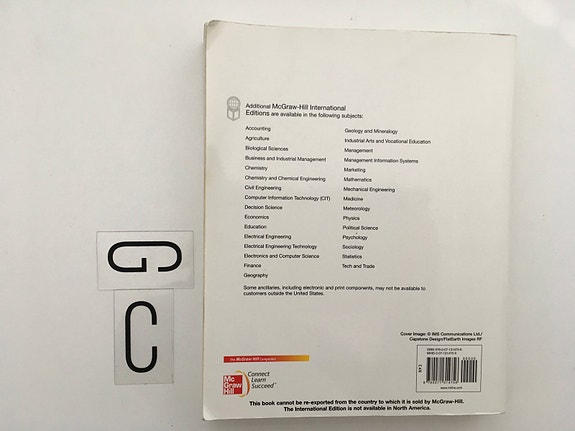 Additional McGraw-Hill International
Editions are available in the following subjects:
Accounting
Agriculture
Biological Sciences
Business and Industrial Management
Chemistry
Chemistry and Chemical Engineering
Civil Engineering
Computer Information Technology (CIT)
Decision Science
Economics
Education
Electrical Engineering
Electrical Engineering Technology
Electronics and Computer Science
Finance
Geography
Geology and Mineralogy
Industrial Arts and Vocational Education
Management
Management Information Systems
Marketing
Mathematics
Mechanical Engineering
Medicine
Meteorology
Physics
Political Science
Psychology
Sociology
Statistics
Tech and Trade
Some ancillaries, including electronic and print components, may not be available to
customers outside the United States.
G
C
Cover Image: © IMS Communications Ltd./
Capstone Design/FlatEarth Images RF
The McGraw-Hill Companies
Mc
Graw
Hill
Connect
Learn
Succeed™
This book cannot be re-exported from the country to which it is sold by McGraw-Hill.
The International Edition is not available in North America.